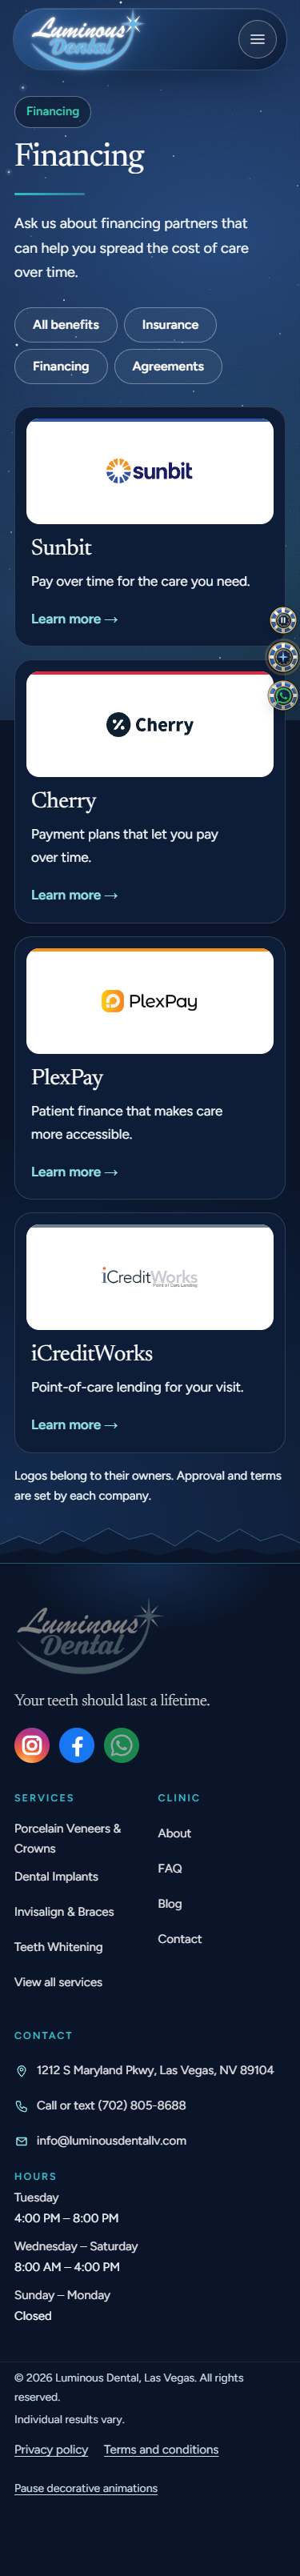 Luminous
Dental
Financing
Financing
Ask us about financing partners that
can help you spread the cost of care
over time.
All benefits
Insurance
Financing
Agreements
sunbit
Sunbit
Pay over time for the care you need.
Learn more →
Cherry
Cherry
Payment plans that let you pay
over time.
Learn more →
PlexPay
PlexPay
Patient finance that makes care
more accessible.
Learn more →
iCreditWorks
Point of Care Lending
iCreditWorks
Point-of-care lending for your visit.
Learn more →
Logos belong to their owners. Approval and terms
are set by each company.
Luminous
Dental
Your teeth should last a lifetime.
SERVICES
Porcelain Veneers &
Crowns
Dental Implants
Invisalign & Braces
Teeth Whitening
View all services
CLINIC
About
FAQ
Blog
Contact
CONTACT
1212 S Maryland Pkwy, Las Vegas, NV 89104
Call or text (702) 805-8688
info@luminousdentallv.com
HOURS
Tuesday
4:00 PM – 8:00 PM
Wednesday – Saturday
8:00 AM – 4:00 PM
Sunday – Monday
Closed
© 2026 Luminous Dental, Las Vegas. All rights
reserved.
Individual results vary.
Privacy policy
Terms and conditions
Pause decorative animations